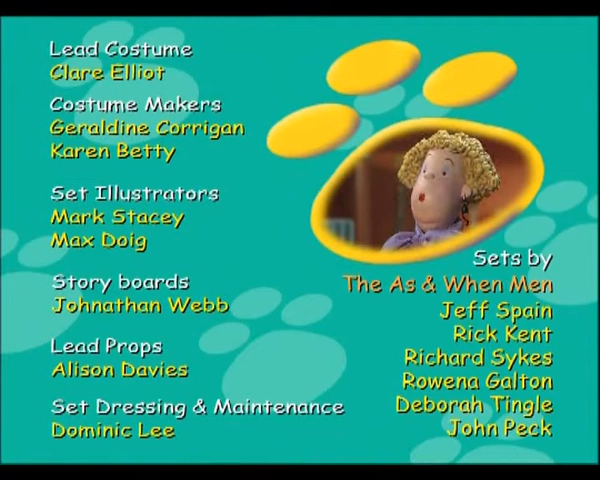 Lead Costume
Clare Elliot
Costume Makers
Geraldine Corrigan
Karen Betty
Set Illustrators
Mark Stacey
Max Doig
Story boards
Johnathan Webb
Lead Props
Alison Davies
Set Dressing & Maintenance
Dominic Lee
Sets by
The As & When Men
Jeff Spain
Rick Kent
Richard Sykes
Rowena Galton
Deborah Tingle
John Peck